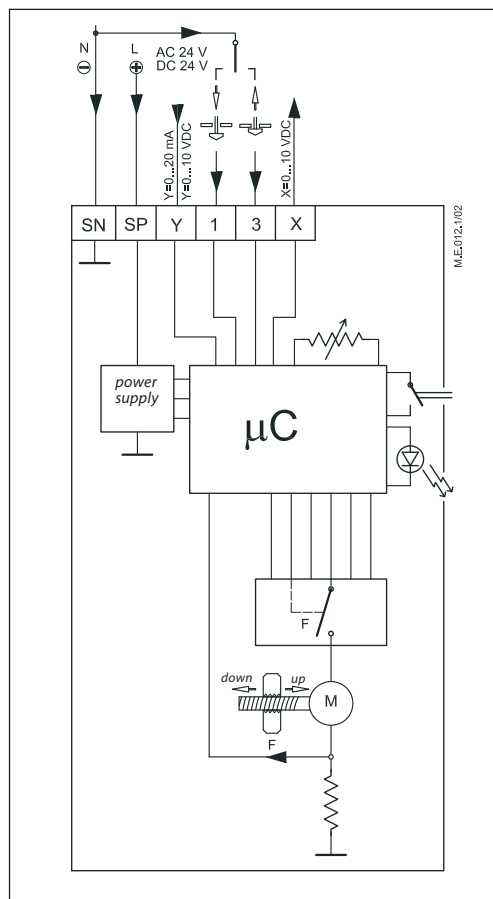 N
L
AC 24 V
DC 24 V
Y=0...20 mA
Y=0...10 VDC
X=0...10 VDC
SN SP Y 1 3 X
M.E.012.1/02
power
supply
µC
F
down
up
M
F